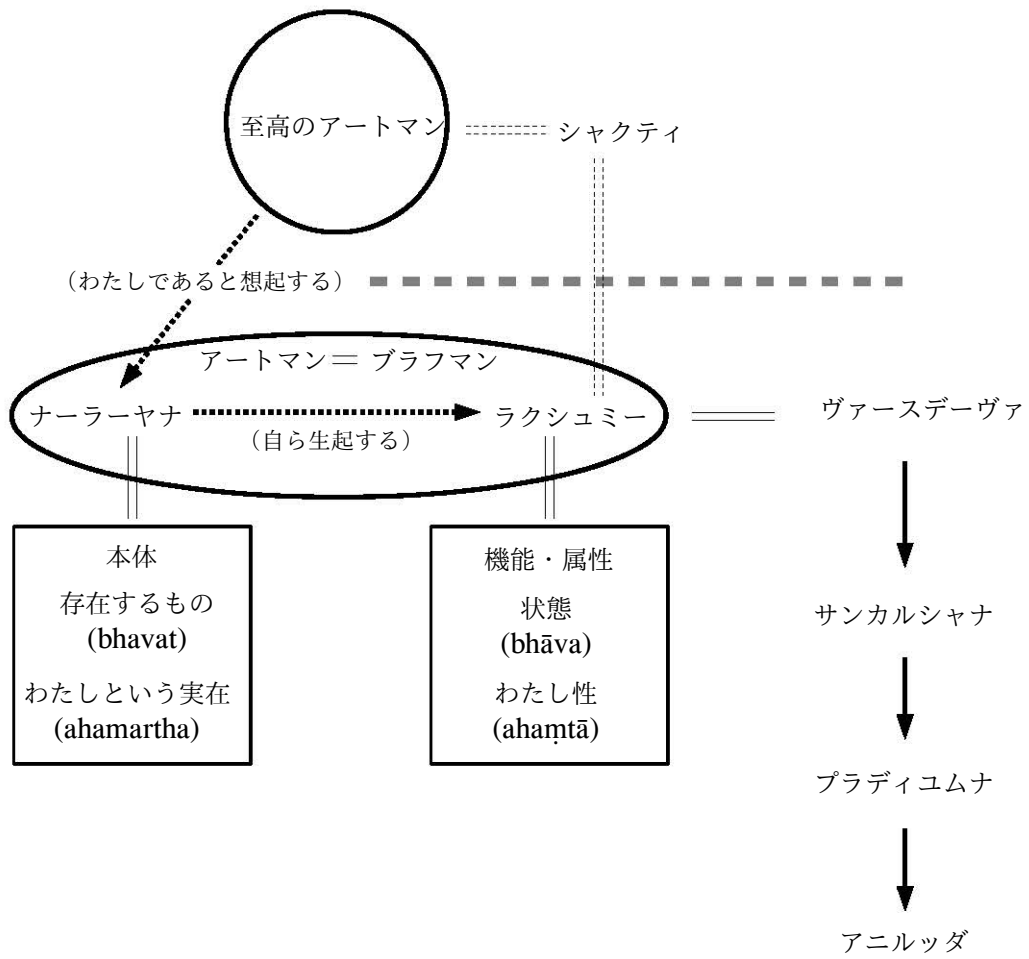 至高のアートマン
シャクティ
（わたしであると想起する）
アートマン＝ ブラフマン
ナーラーヤナ
ラクシュミー
ヴァースデーヴァ
（自ら生起する）
本体
存在するもの
(bhavat)
わたしという実在
(ahamartha)
機能・属性
状態
(bhāva)
わたし性
(ahaṃtā)
サンカルシャナ
プラディユムナ
アニルッダ